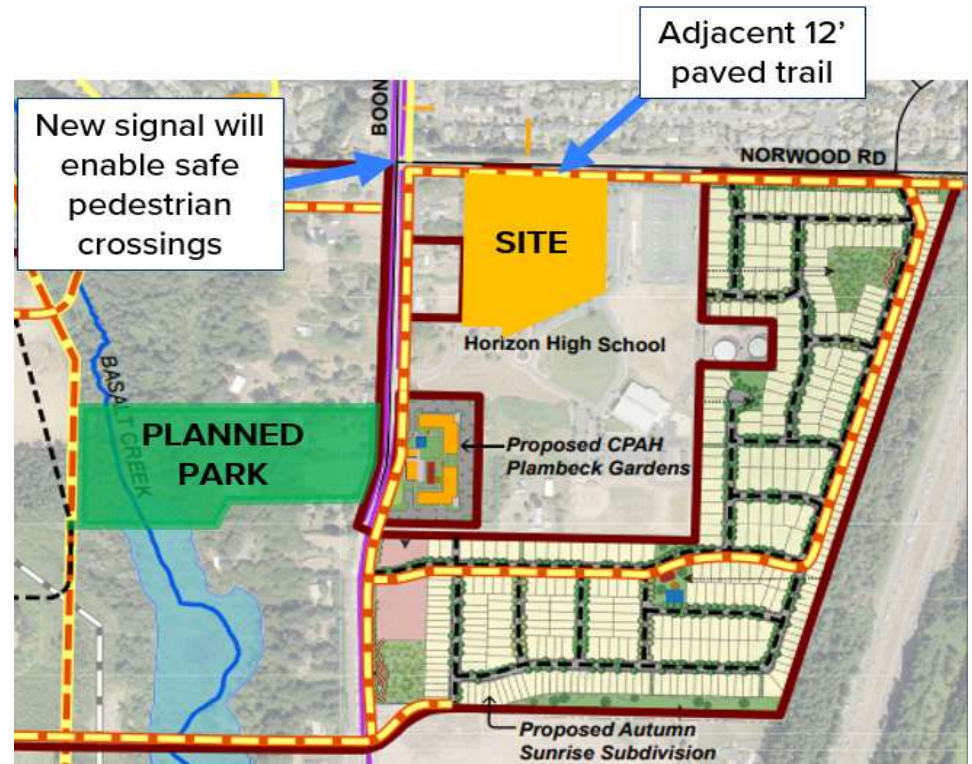 Adjacent 12’
paved trail
New signal will
enable safe
pedestrian
crossings
BOON
NORWOOD RD
SITE
Horizon High School
BASALT CREEK
PLANNED
PARK
Proposed CPAH
Plambeck Gardens
Proposed Autumn
Sunrise Subdivision